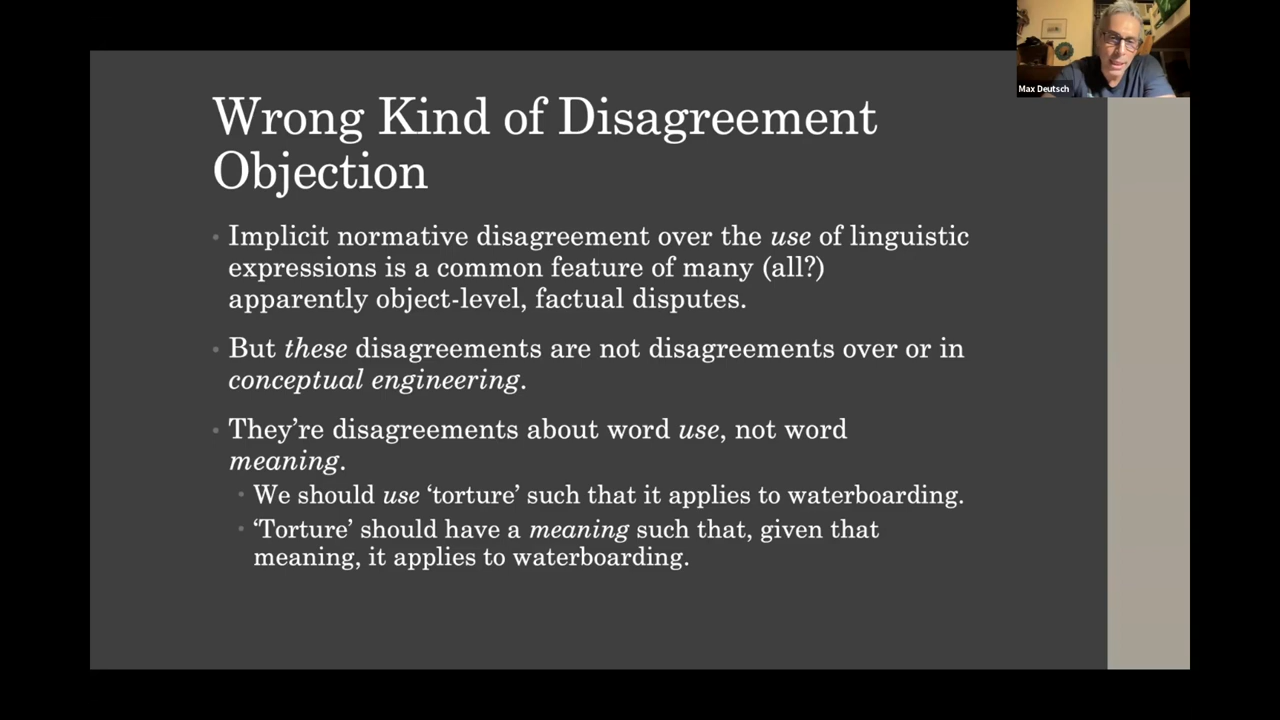 Max Deutsch
Wrong Kind of Disagreement
Objection
• Implicit normative disagreement over the use of linguistic
expressions is a common feature of many (all?)
apparently object-level, factual disputes.
• But these disagreements are not disagreements over or in
conceptual engineering.
• They’re disagreements about word use, not word
meaning.
• We should use ‘torture’ such that it applies to waterboarding.
• ‘Torture’ should have a meaning such that, given that
meaning, it applies to waterboarding.